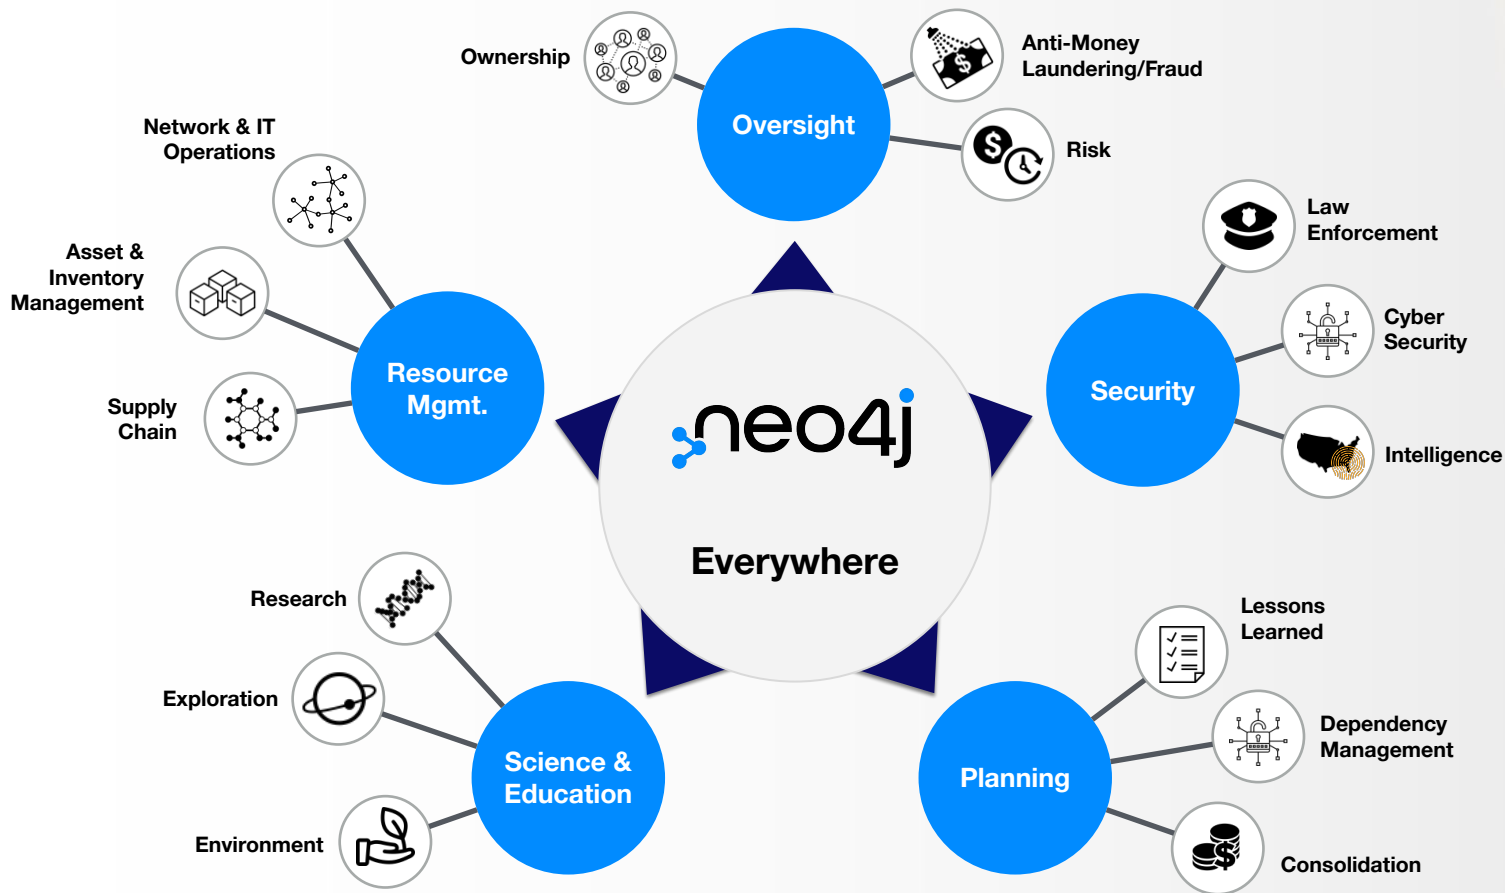 Ownership
Anti-Money
Laundering/Fraud
Oversight
Risk
Network & IT
Operations
Asset &
Inventory
Management
Supply
Chain
Resource
Mgmt.
Law
Enforcement
Cyber
Security
Intelligence
Security
neo4j
Everywhere
Research
Exploration
Environment
Science &
Education
Lessons
Learned
Dependency
Management
Consolidation
Planning